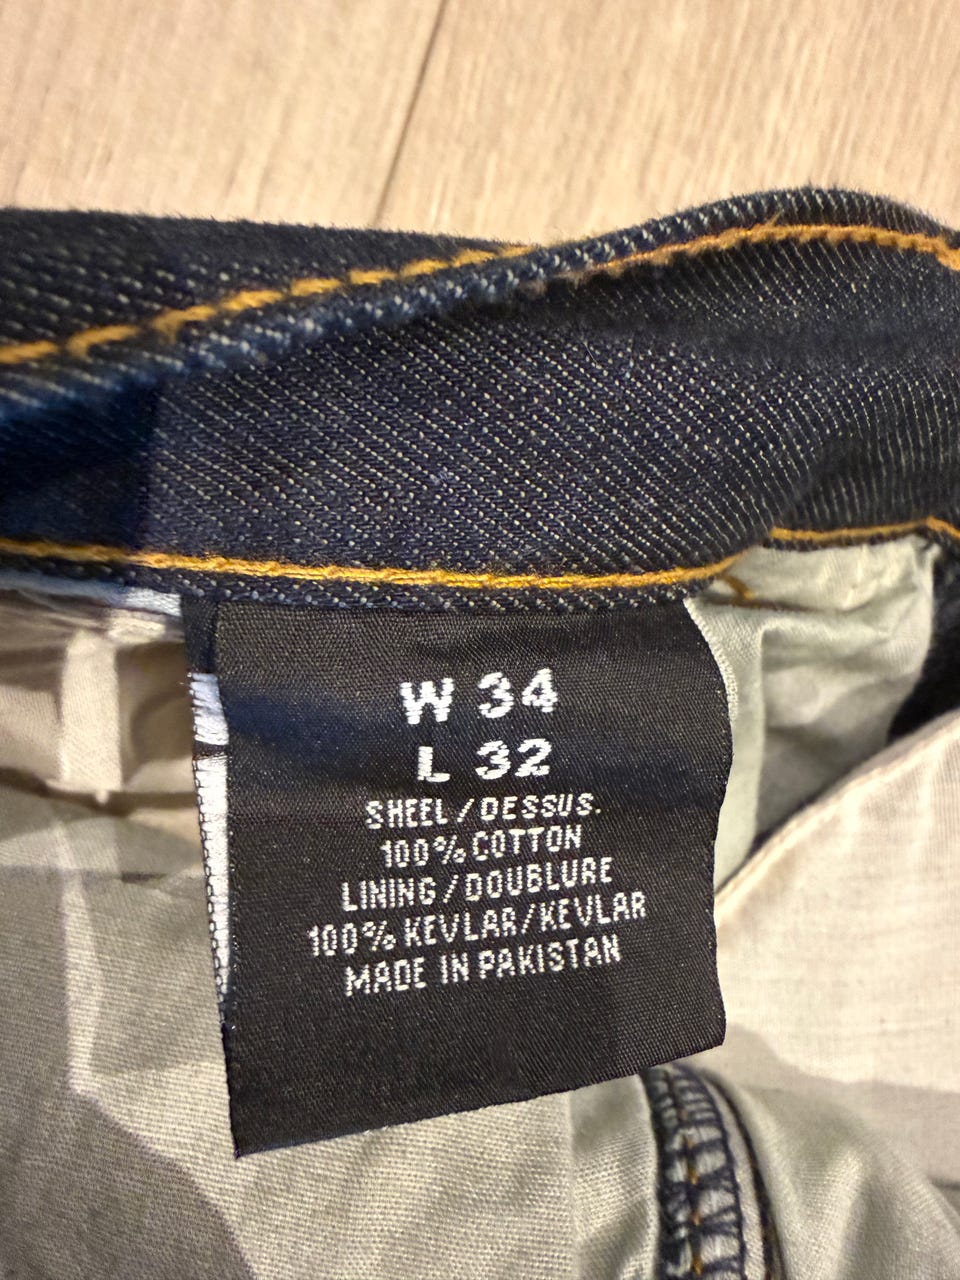 W 34
L 32
SHEEL/DESSUS.
100% COTTON
LINING/DOUBLURE
100% KEVLAR/KEVLAR
MADE IN PAKISTAN